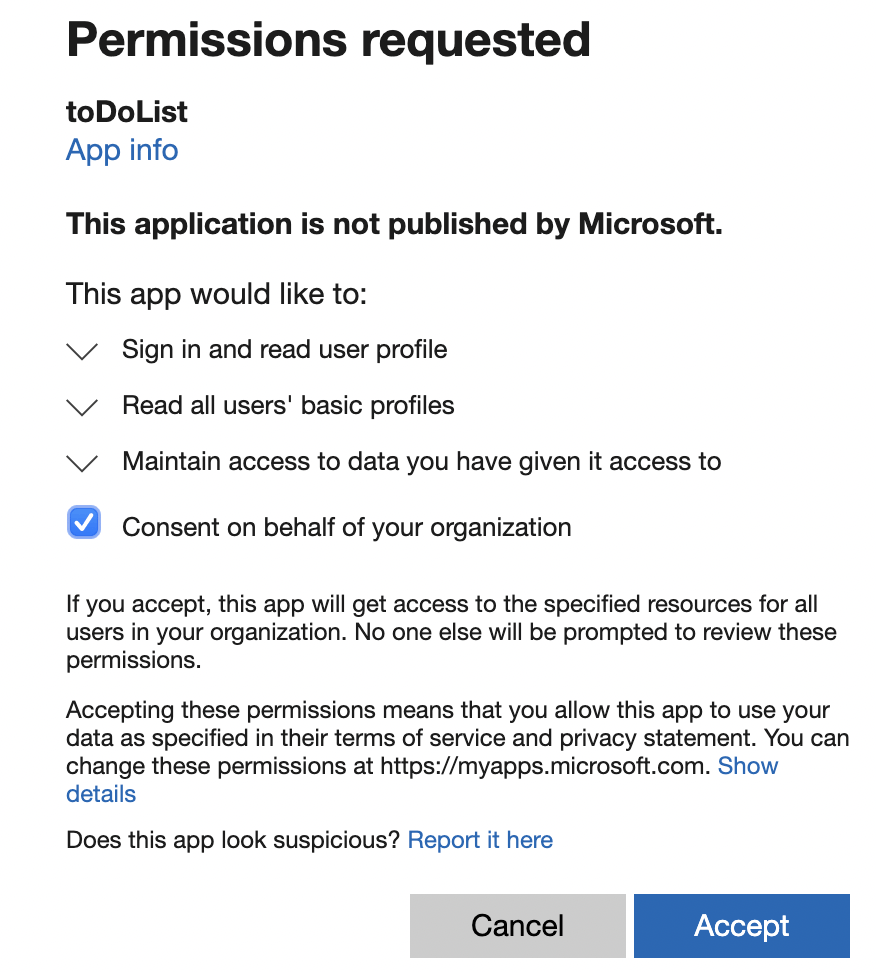 Permissions requested
toDoList
App info
This application is not published by Microsoft.
This app would like to:
Sign in and read user profile
Read all users' basic profiles
Maintain access to data you have given it access to
Consent on behalf of your organization
If you accept, this app will get access to the specified resources for all
users in your organization. No one else will be prompted to review these
permissions.
Accepting these permissions means that you allow this app to use your
data as specified in their terms of service and privacy statement. You can
change these permissions at https://myapps.microsoft.com. Show
details
Does this app look suspicious? Report it here
Cancel Accept